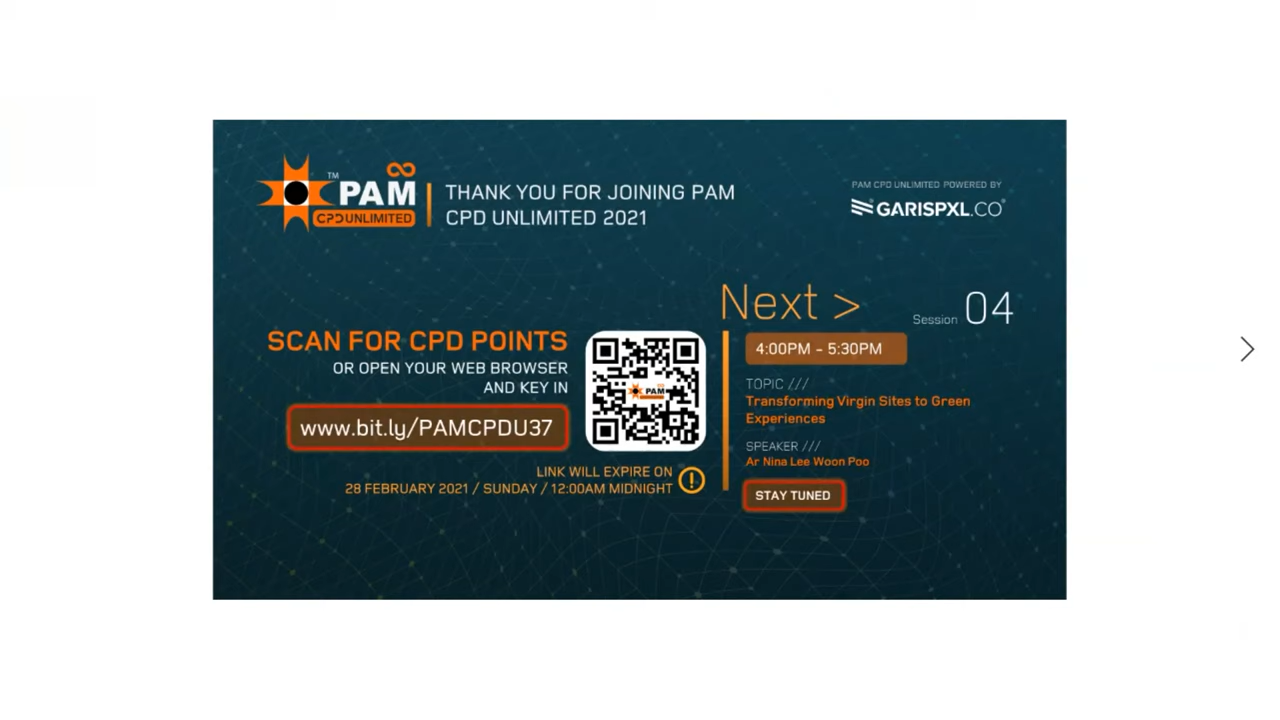 ™
PAM
CPDUNLIMITED
THANK YOU FOR JOINING PAM
CPD UNLIMITED 2021
PAM CPD UNLIMITED POWERED BY
GARISPXL.CO
SCAN FOR CPD POINTS
OR OPEN YOUR WEB BROWSER
AND KEY IN
www.bit.ly/PAMCPDU37
LINK WILL EXPIRE ON
28 FEBRUARY 2021 / SUNDAY / 12:00AM MIDNIGHT
PAM
Next >
Session 04
4:00PM - 5:30PM
TOPIC ///
Transforming Virgin Sites to Green
Experiences
SPEAKER ///
Ar Nina Lee Woon Poo
STAY TUNED